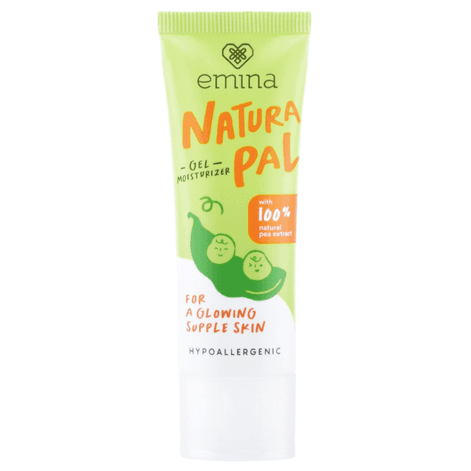 emina
NATURA
PAL
– GEL –
MOISTURIZER
with
100%
natural
pea extract
FOR
A GLOWING
SUPPLE SKIN
HYPOALLERGENIC